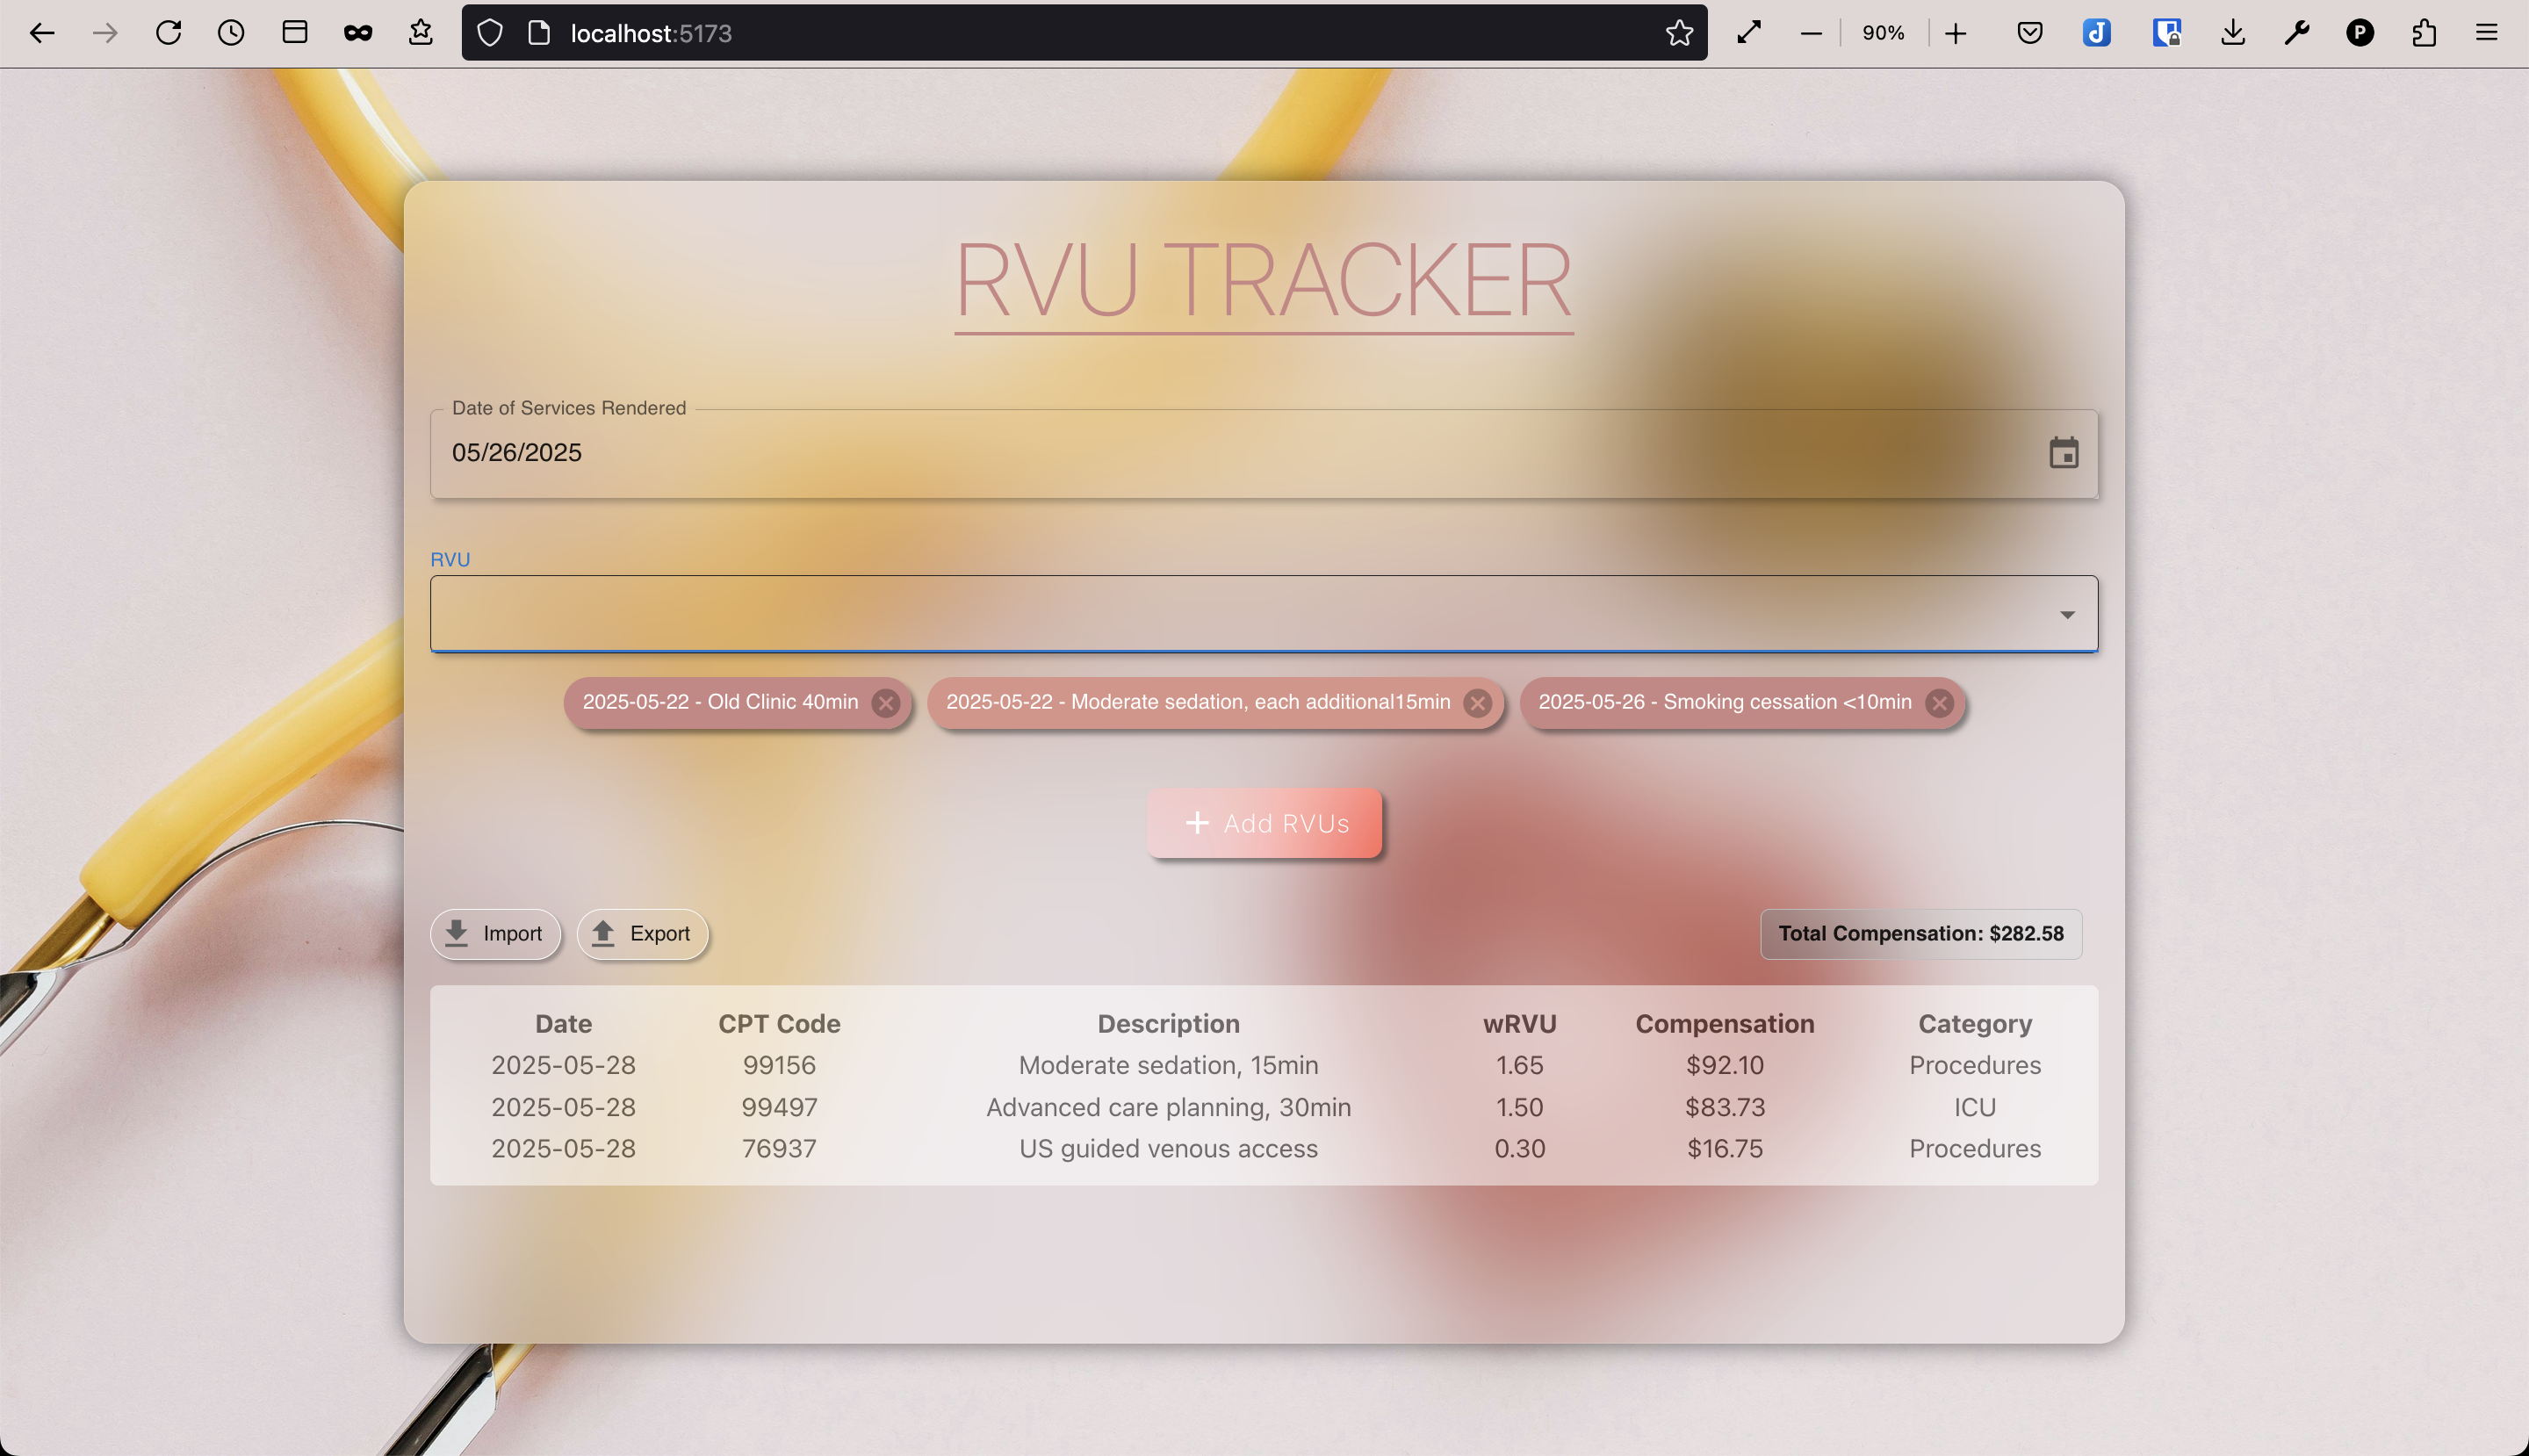 localhost:5173
90%
P
RVU TRACKER
Date of Services Rendered
05/26/2025
RVU
2025-05-22 - Old Clinic 40min
2025-05-22 - Moderate sedation, each additional15min
2025-05-26 - Smoking cessation <10min
Add RVUs
Import
Export
Total Compensation: $282.58
Date CPT Code Description wRVU Compensation Category
2025-05-28 99156 Moderate sedation, 15min 1.65 $92.10 Procedures
2025-05-28 99497 Advanced care planning, 30min 1.50 $83.73 ICU
2025-05-28 76937 US guided venous access 0.30 $16.75 Procedures